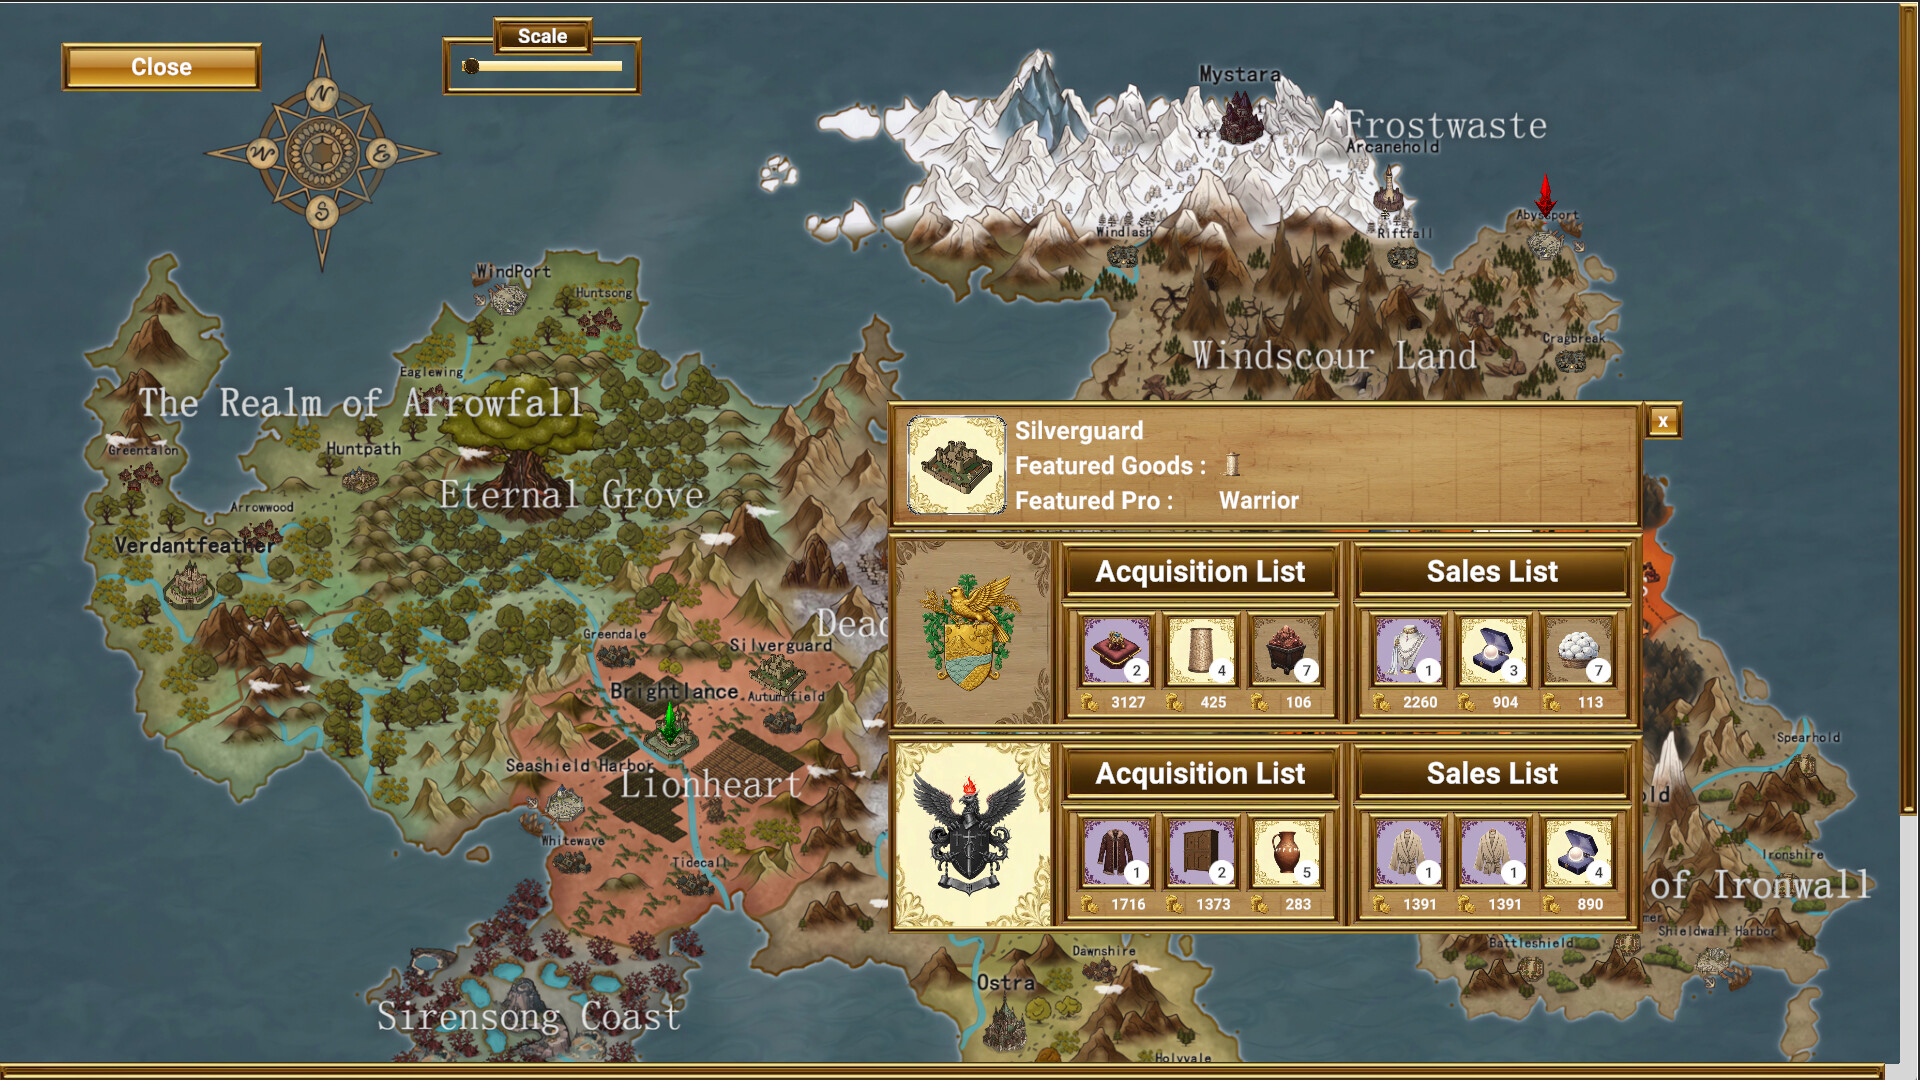 Scale
Close
N
W
E
S
Mystara
Frostwaste
Arcanehold
Abyssport
Windlash
Riftfall
WindPort
Huntsong
Cragbreak
Windscour Land
Eaglewing
The Realm of Arrowfall
Greentalon
Huntpath
Eternal Grove
Arrowwood
Verdantfeather
x
Silverguard
Featured Goods :
Featured Pro :
Warrior
Acquisition List
Sales List
2
4
7
1
3
7
3127
425
106
2260
904
113
Greendale
Silverguard
Brightlance
Autumnfield
Seashield Harbor
Lionheart
Whitewave
Tidecall
Acquisition List
Sales List
1
2
5
1
1
4
1716
1373
283
1391
1391
890
Spearhold
Ironshire
of Ironwall
Shieldwall Harbor
Battleshield
Dawnshire
Ostra
Sirensong Coast
Holyvale